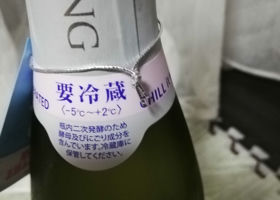 NG
要冷蔵
(-5℃~+2℃)
瓶内二次発酵のため
酵母及びにごり成分を
含んでいます。冷蔵庫に
保管してください。
CHILL